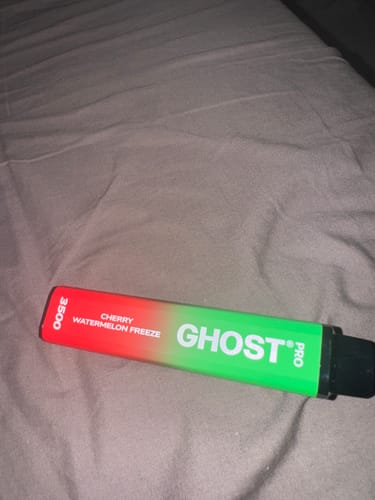 3500
CHERRY
WATERMELON FREEZE
GHOST®
PRO